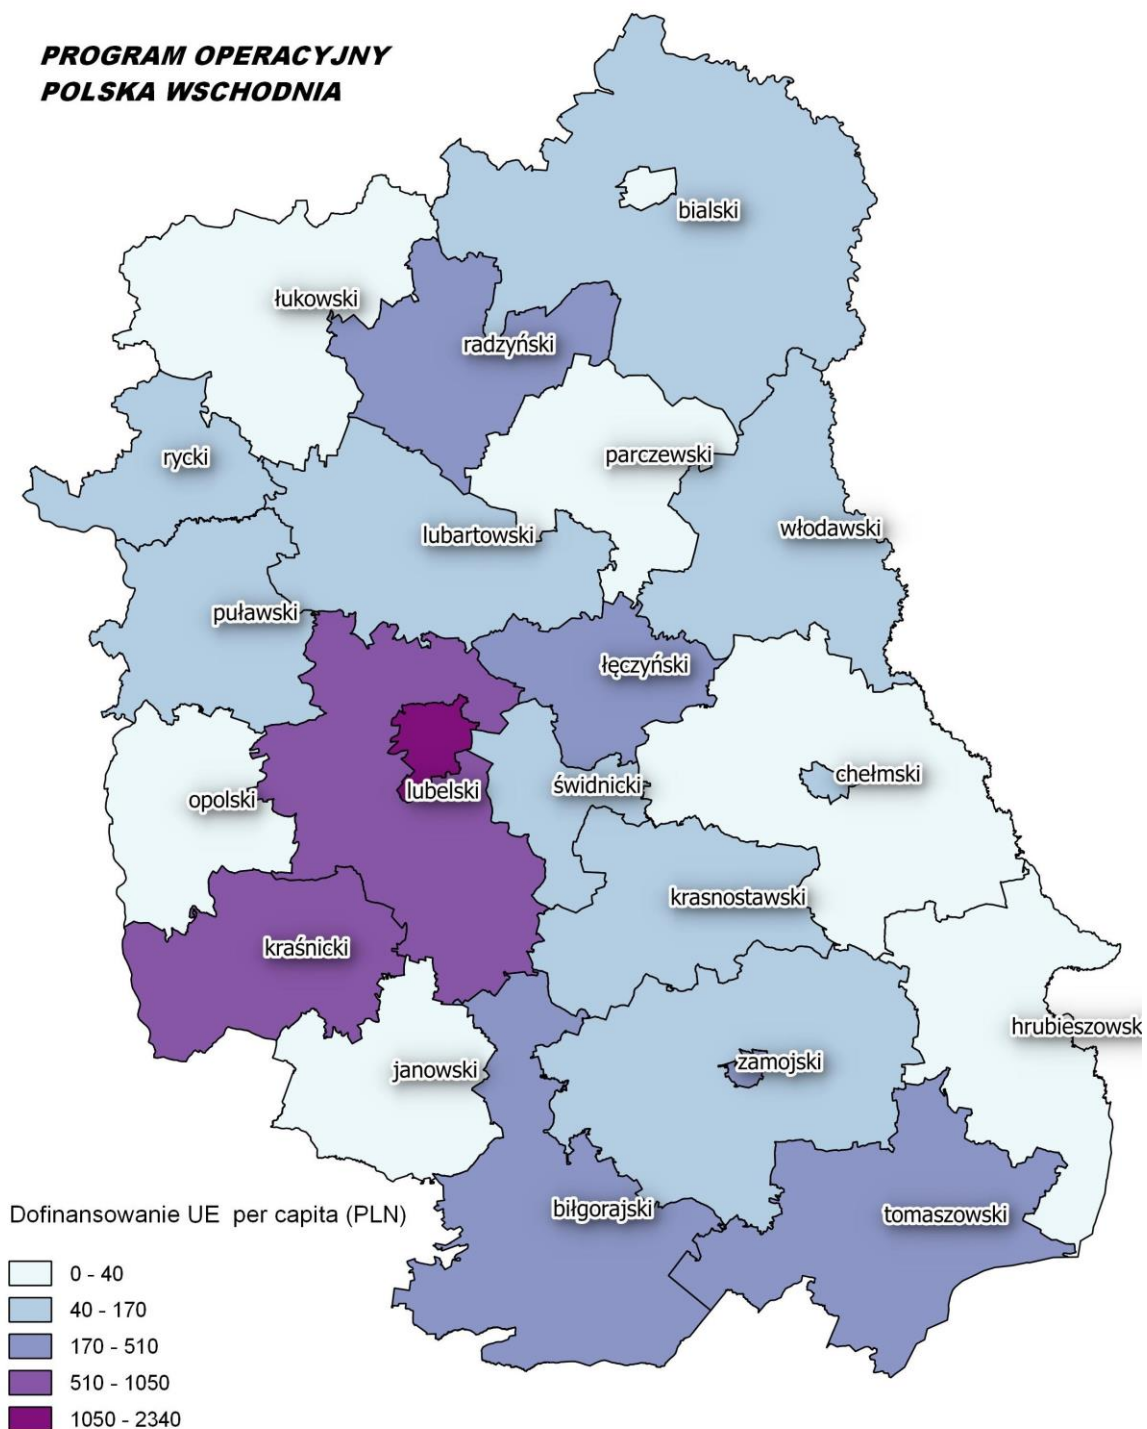 PROGRAM OPERACYJNY
POLSKA WSCHODNIA
bialski
łukowski
radzyński
rycki
parczewski
lubartowski
włodawski
puławski
łęczyński
opolski
lubelski
świdnicki
chełmski
krasnostawski
kraśnicki
hrubieszowsk
janowski
zamojski
biłgorajski
tomaszowski
Dofinansowanie UE per capita (PLN)
0 - 40
40 - 170
170 - 510
510 - 1050
1050 - 2340